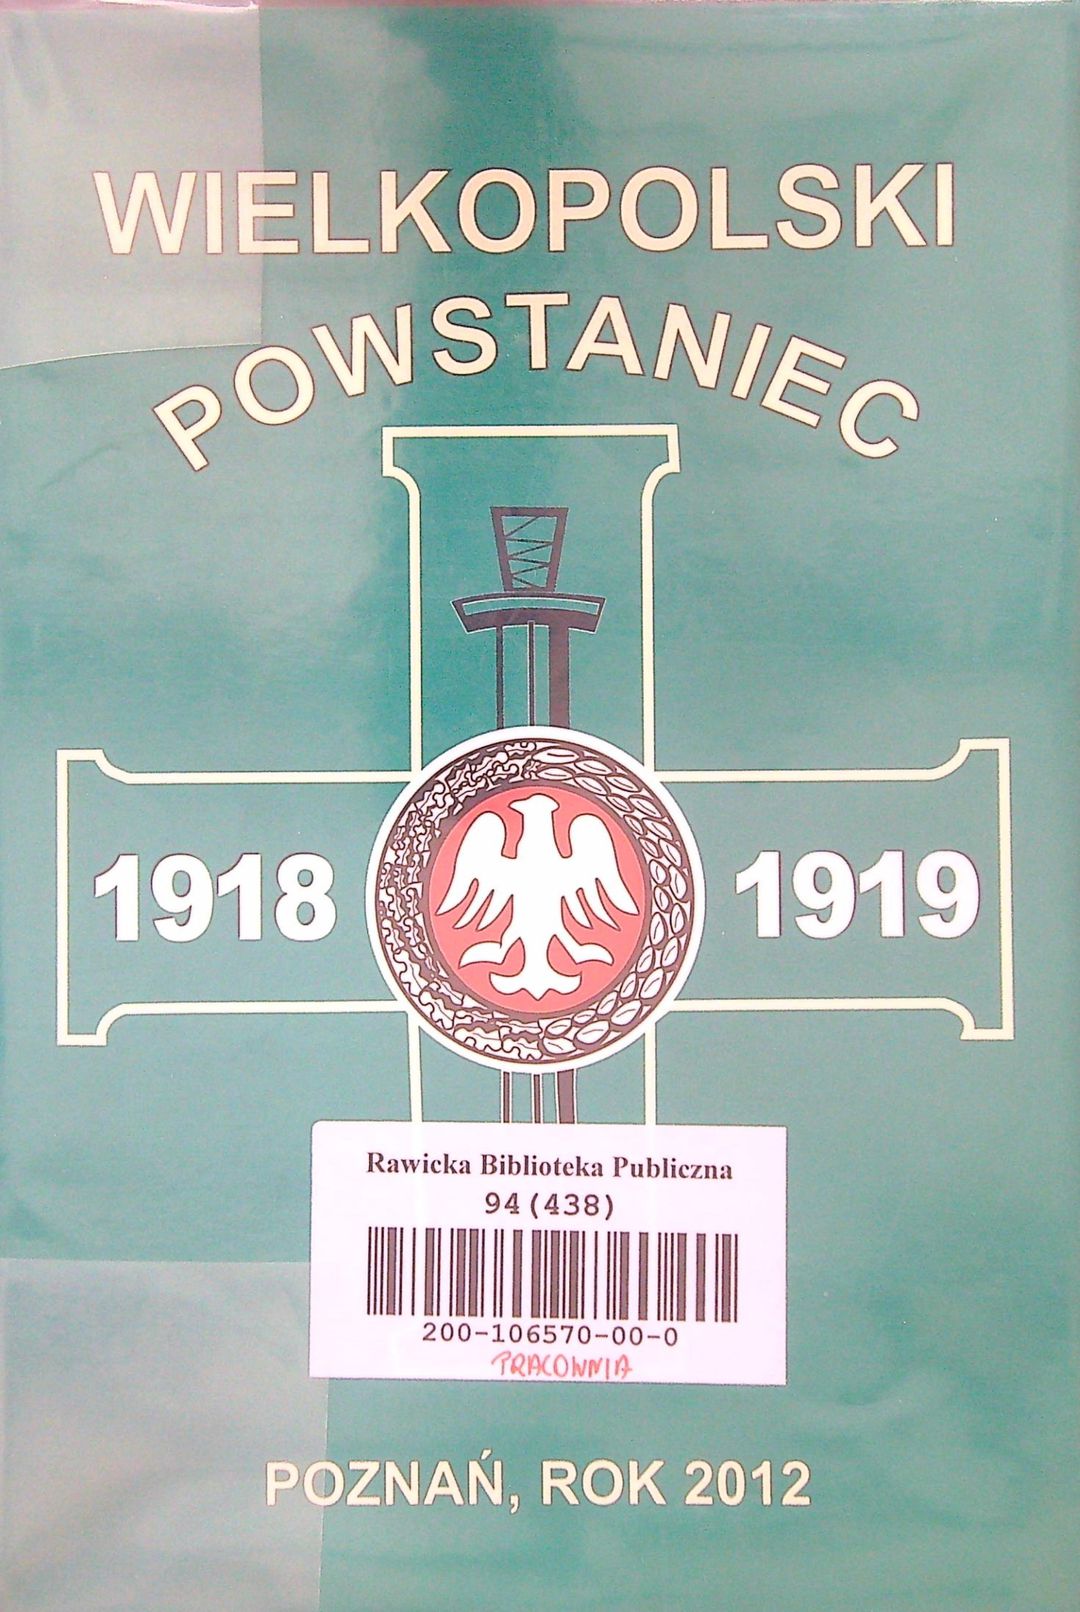 WIELKOPOLSKI
POWSTANIEC
1918
1919
Rawicka Biblioteka Publiczna
94(438)
200-106570-00-0
PRACOWNIA
POZNAŃ, ROK 2012